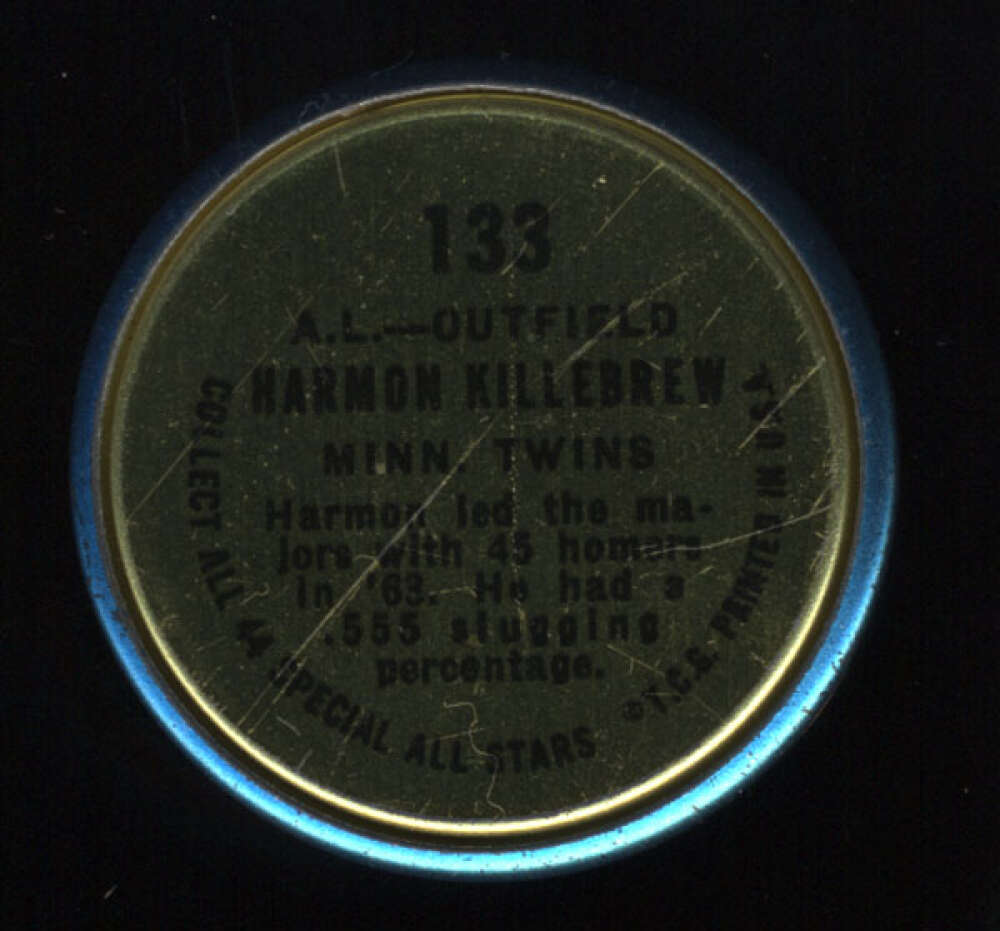 133
A.L.—OUTFIELD
HARMON KILLEBREW
MINN. TWINS
Harmon led the ma-
jors with 45 homers
in '63. He had a
.555 slugging
percentage.
COLLECT ALL 44 SPECIAL ALL STARS
©T.C.G. PRINTED IN U.S.A.